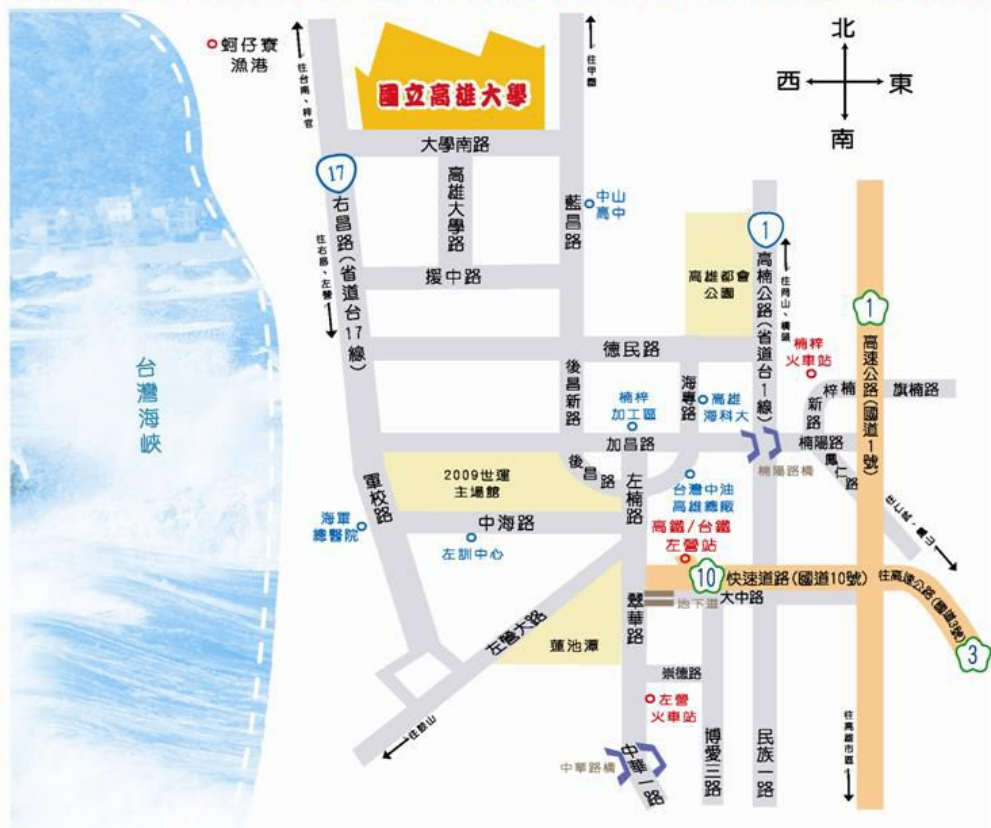 北
西
東
南
蚵仔寮
漁港
往台南、梓官
國立高雄大學
往甲圍
大學南路
17
右昌路(省道台17線)
高雄大學路
藍昌路
中山
高中
1
高楠公路(省道台1線)
往岡山、橋頭
往右昌、左營
援中路
高雄都會
公園
1
高速公路(國道1號)
德民路
楠梓
火車站
台灣海峽
後昌新路
楠梓
加工區
海專路
高雄
海科大
梓楠
新路
旗楠路
加昌路
楠陽路
楠陽路橋
鳳仁路
2009世運
主場館
後昌路
左楠路
台灣中油
高雄總廠
軍校路
海軍
總醫院
中海路
左訓中心
高鐵/台鐵
左營站
往仁武、鳳山
10
快速道路(國道10號)
往高速公路(國道3號)
大中路
地下道
3
左營大路
蓮池潭
翠華路
崇德路
左營
火車站
往鼓山
中華路橋
中華一路
博愛三路
民族一路
往高雄市區